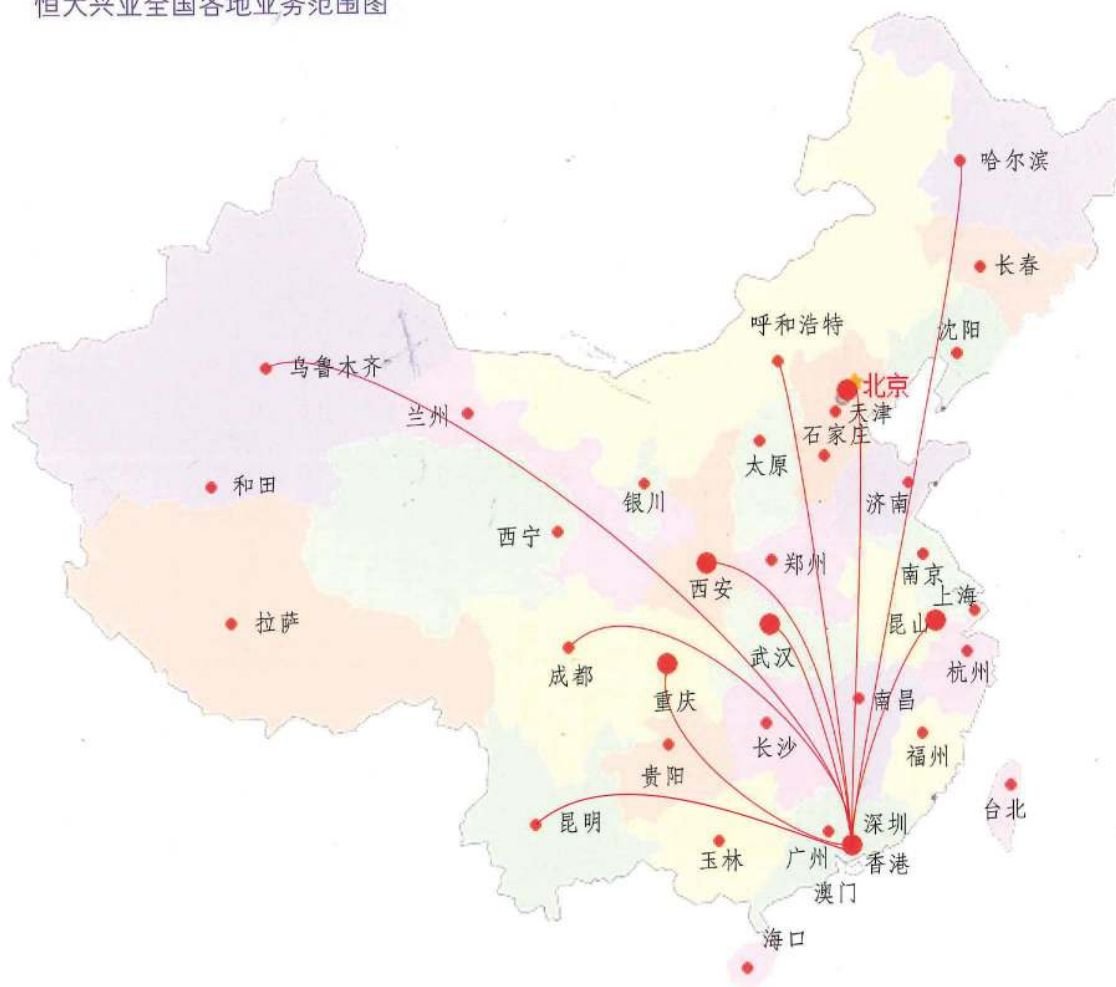 恒大兴业全国各地业务范围图
哈尔滨
长春
呼和浩特
沈阳
乌鲁木齐
北京
兰州
天津
石家庄
太原
和田
银川
济南
西宁
郑州
西安
南京
上海
拉萨
昆山
武汉
成都
杭州
重庆
南昌
长沙
福州
贵阳
台北
昆明
深圳
玉林
广州
香港
澳门
海口